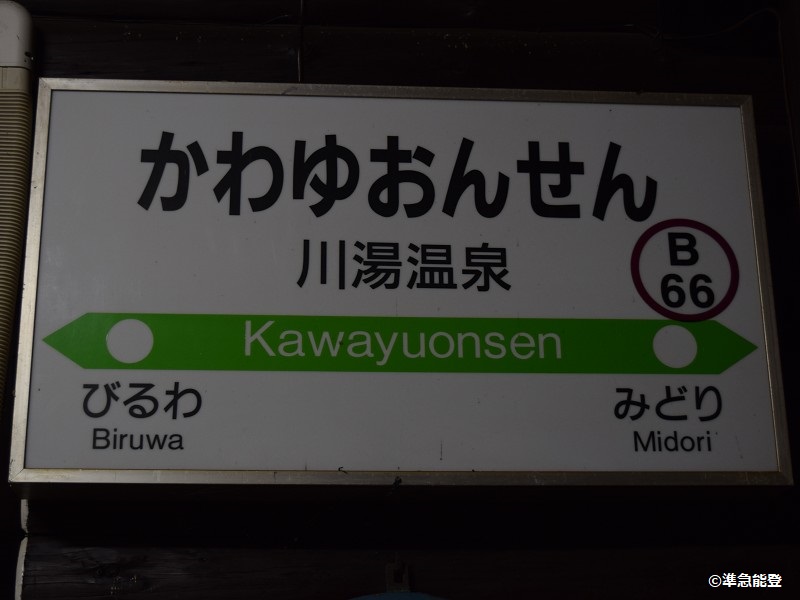 かわゆおんせん
川湯温泉
B
66
Kawayuonsen
びるわ
みどり
Biruwa
Midori
©準急能登